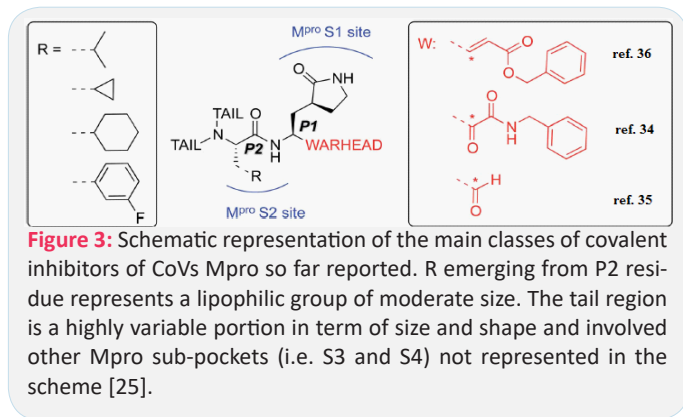 Mpro S1 site
R =
F
O
NH
TAIL
O
TAIL
N
P2
N
H
P1
WARHEAD
R
Mpro S2 site
W:
*
O
O
ref. 36
*
O
O
N
H
ref. 34
*
H
O
ref. 35
Figure 3: Schematic representation of the main classes of covalent
inhibitors of CoVs Mpro so far reported. R emerging from P2 resi-
due represents a lipophilic group of moderate size. The tail region
is a highly variable portion in term of size and shape and involved
other Mpro sub-pockets (i.e. S3 and S4) not represented in the
scheme [25].